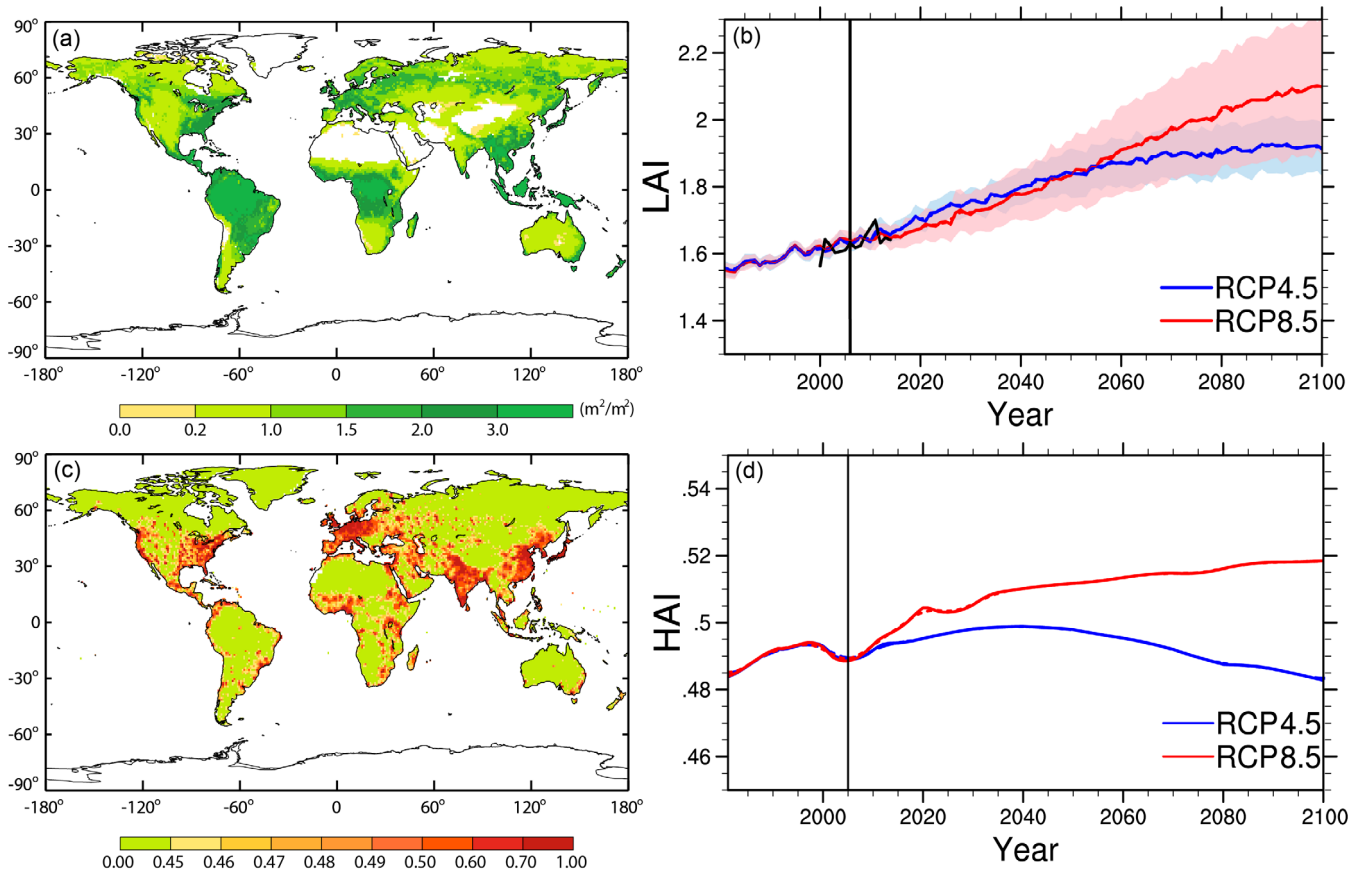 (a)
90°
60°
30°
0
-30°
-60°
-90°
-180° -120° -60° 0 60° 120° 180°
0.0 0.2 1.0 1.5 2.0 3.0 (m²/m²)
(b)
LAI
2.2
2
1.8
1.6
1.4
RCP4.5
RCP8.5
2000 2020 2040 2060 2080 2100
Year
(c)
90°
60°
30°
0
-30°
-60°
-90°
-180° -120° -60° 0 60° 120° 180°
0.00 0.45 0.46 0.47 0.48 0.49 0.50 0.60 0.70 1.00
(d)
HAI
.54
.52
.5
.48
.46
RCP4.5
RCP8.5
2000 2020 2040 2060 2080 2100
Year